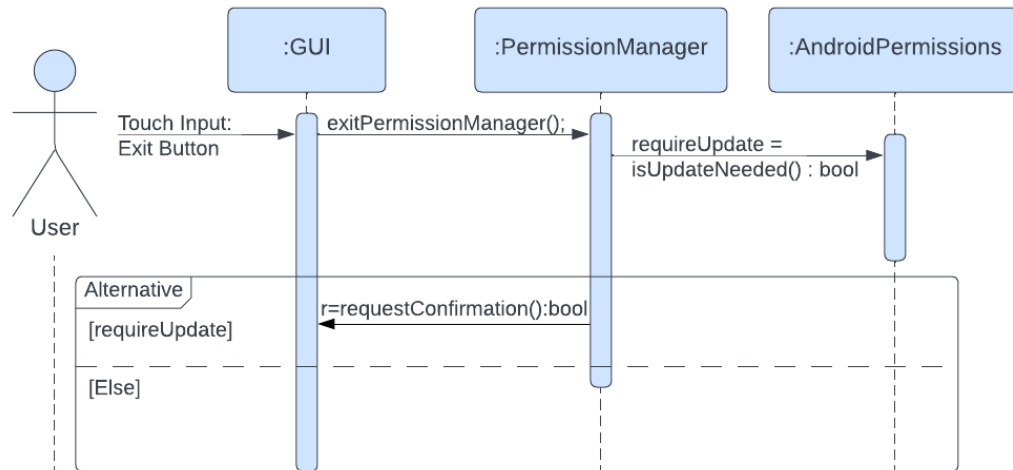 :GUI
:PermissionManager
:AndroidPermissions
Touch Input:
Exit Button
exitPermissionManager();
requireUpdate =
isUpdateNeeded() : bool
User
Alternative
r=requestConfirmation():bool
[requireUpdate]
[Else]